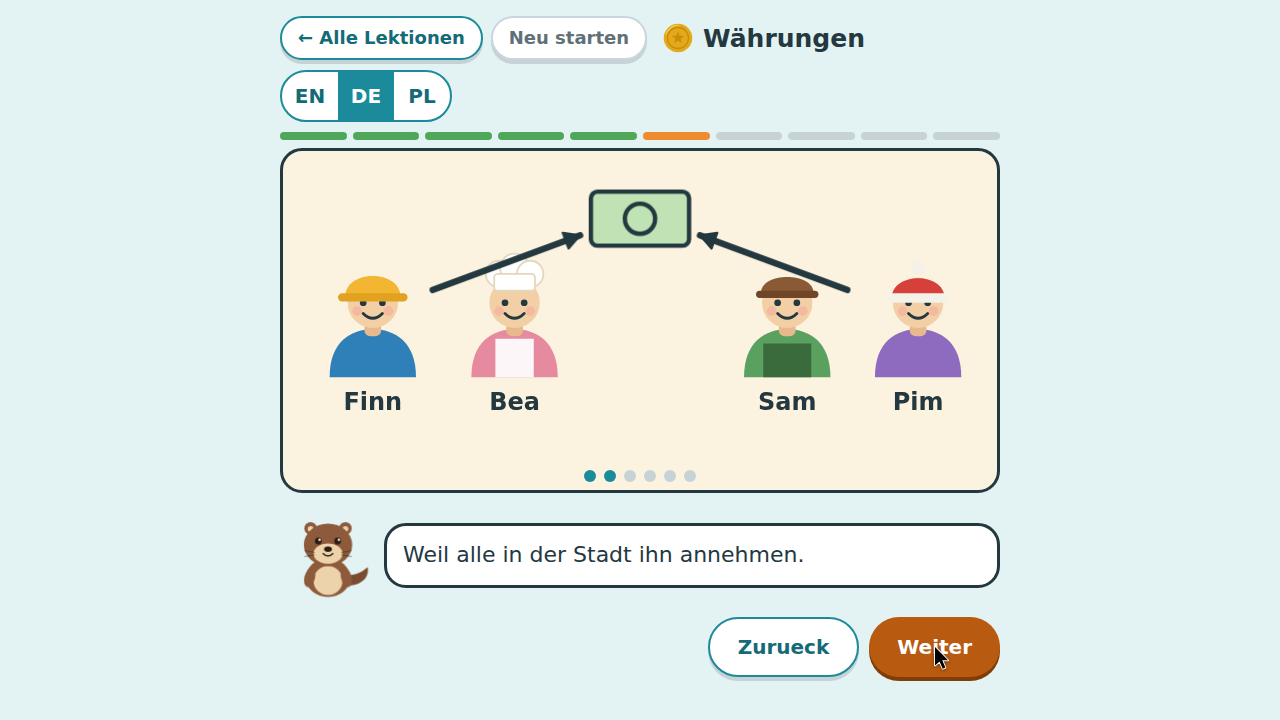 ← Alle Lektionen
Neu starten
Währungen
EN DE PL
Finn Bea Sam Pim
Weil alle in der Stadt ihn annehmen.
Zurueck
Weiter